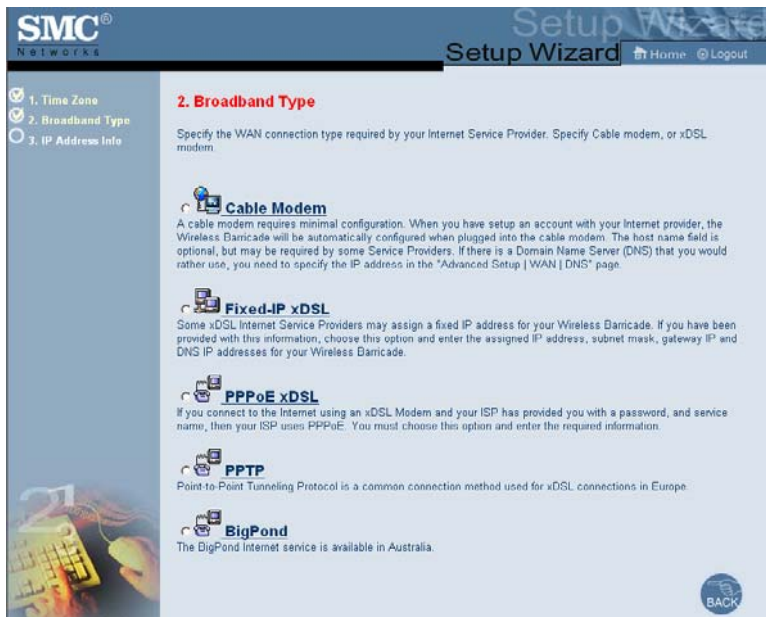 SMC®
Networks
Setup Wizard
Setup Wizard
Home
Logout
1. Time Zone
2. Broadband Type
3. IP Address Info
2. Broadband Type
Specify the WAN connection type required by your Internet Service Provider. Specify Cable modem, or xDSL
modem.
Cable Modem
A cable modem requires minimal configuration. When you have setup an account with your Internet provider, the
Wireless Barricade will be automatically configured when plugged into the cable modem. The host name field is
optional, but may be required by some Service Providers. If there is a Domain Name Server (DNS) that you would
rather use, you need to specify the IP address in the "Advanced Setup | WAN | DNS" page.
Fixed-IP xDSL
Some xDSL Internet Service Providers may assign a fixed IP address for your Wireless Barricade. If you have been
provided with this information, choose this option and enter the assigned IP address, subnet mask, gateway IP and
DNS IP addresses for your Wireless Barricade.
PPPoE xDSL
If you connect to the Internet using an xDSL Modem and your ISP has provided you with a password, and service
name, then your ISP uses PPPoE. You must choose this option and enter the required information.
PPTP
Point-to-Point Tunneling Protocol is a common connection method used for xDSL connections in Europe.
BigPond
The BigPond Internet service is available in Australia.
2
BACK